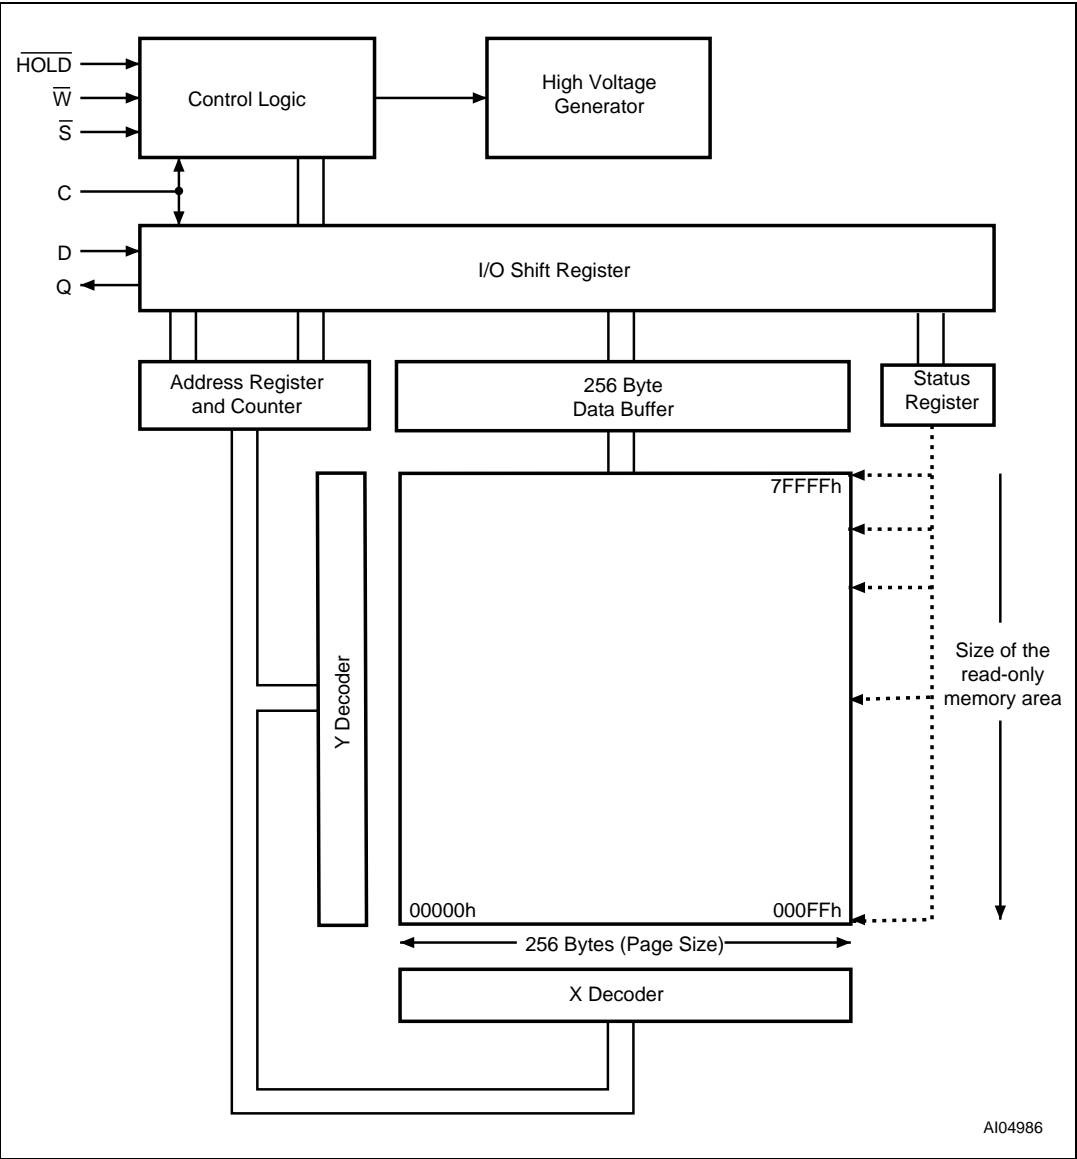 H̅O̅L̅D̅
W̅
S̅
Control Logic
High Voltage
Generator
C
D
Q
I/O Shift Register
Address Register
and Counter
256 Byte
Data Buffer
Status
Register
7FFFFh
Size of the
read-only
memory area
Y Decoder
00000h
000FFh
256 Bytes (Page Size)
X Decoder
AI04986